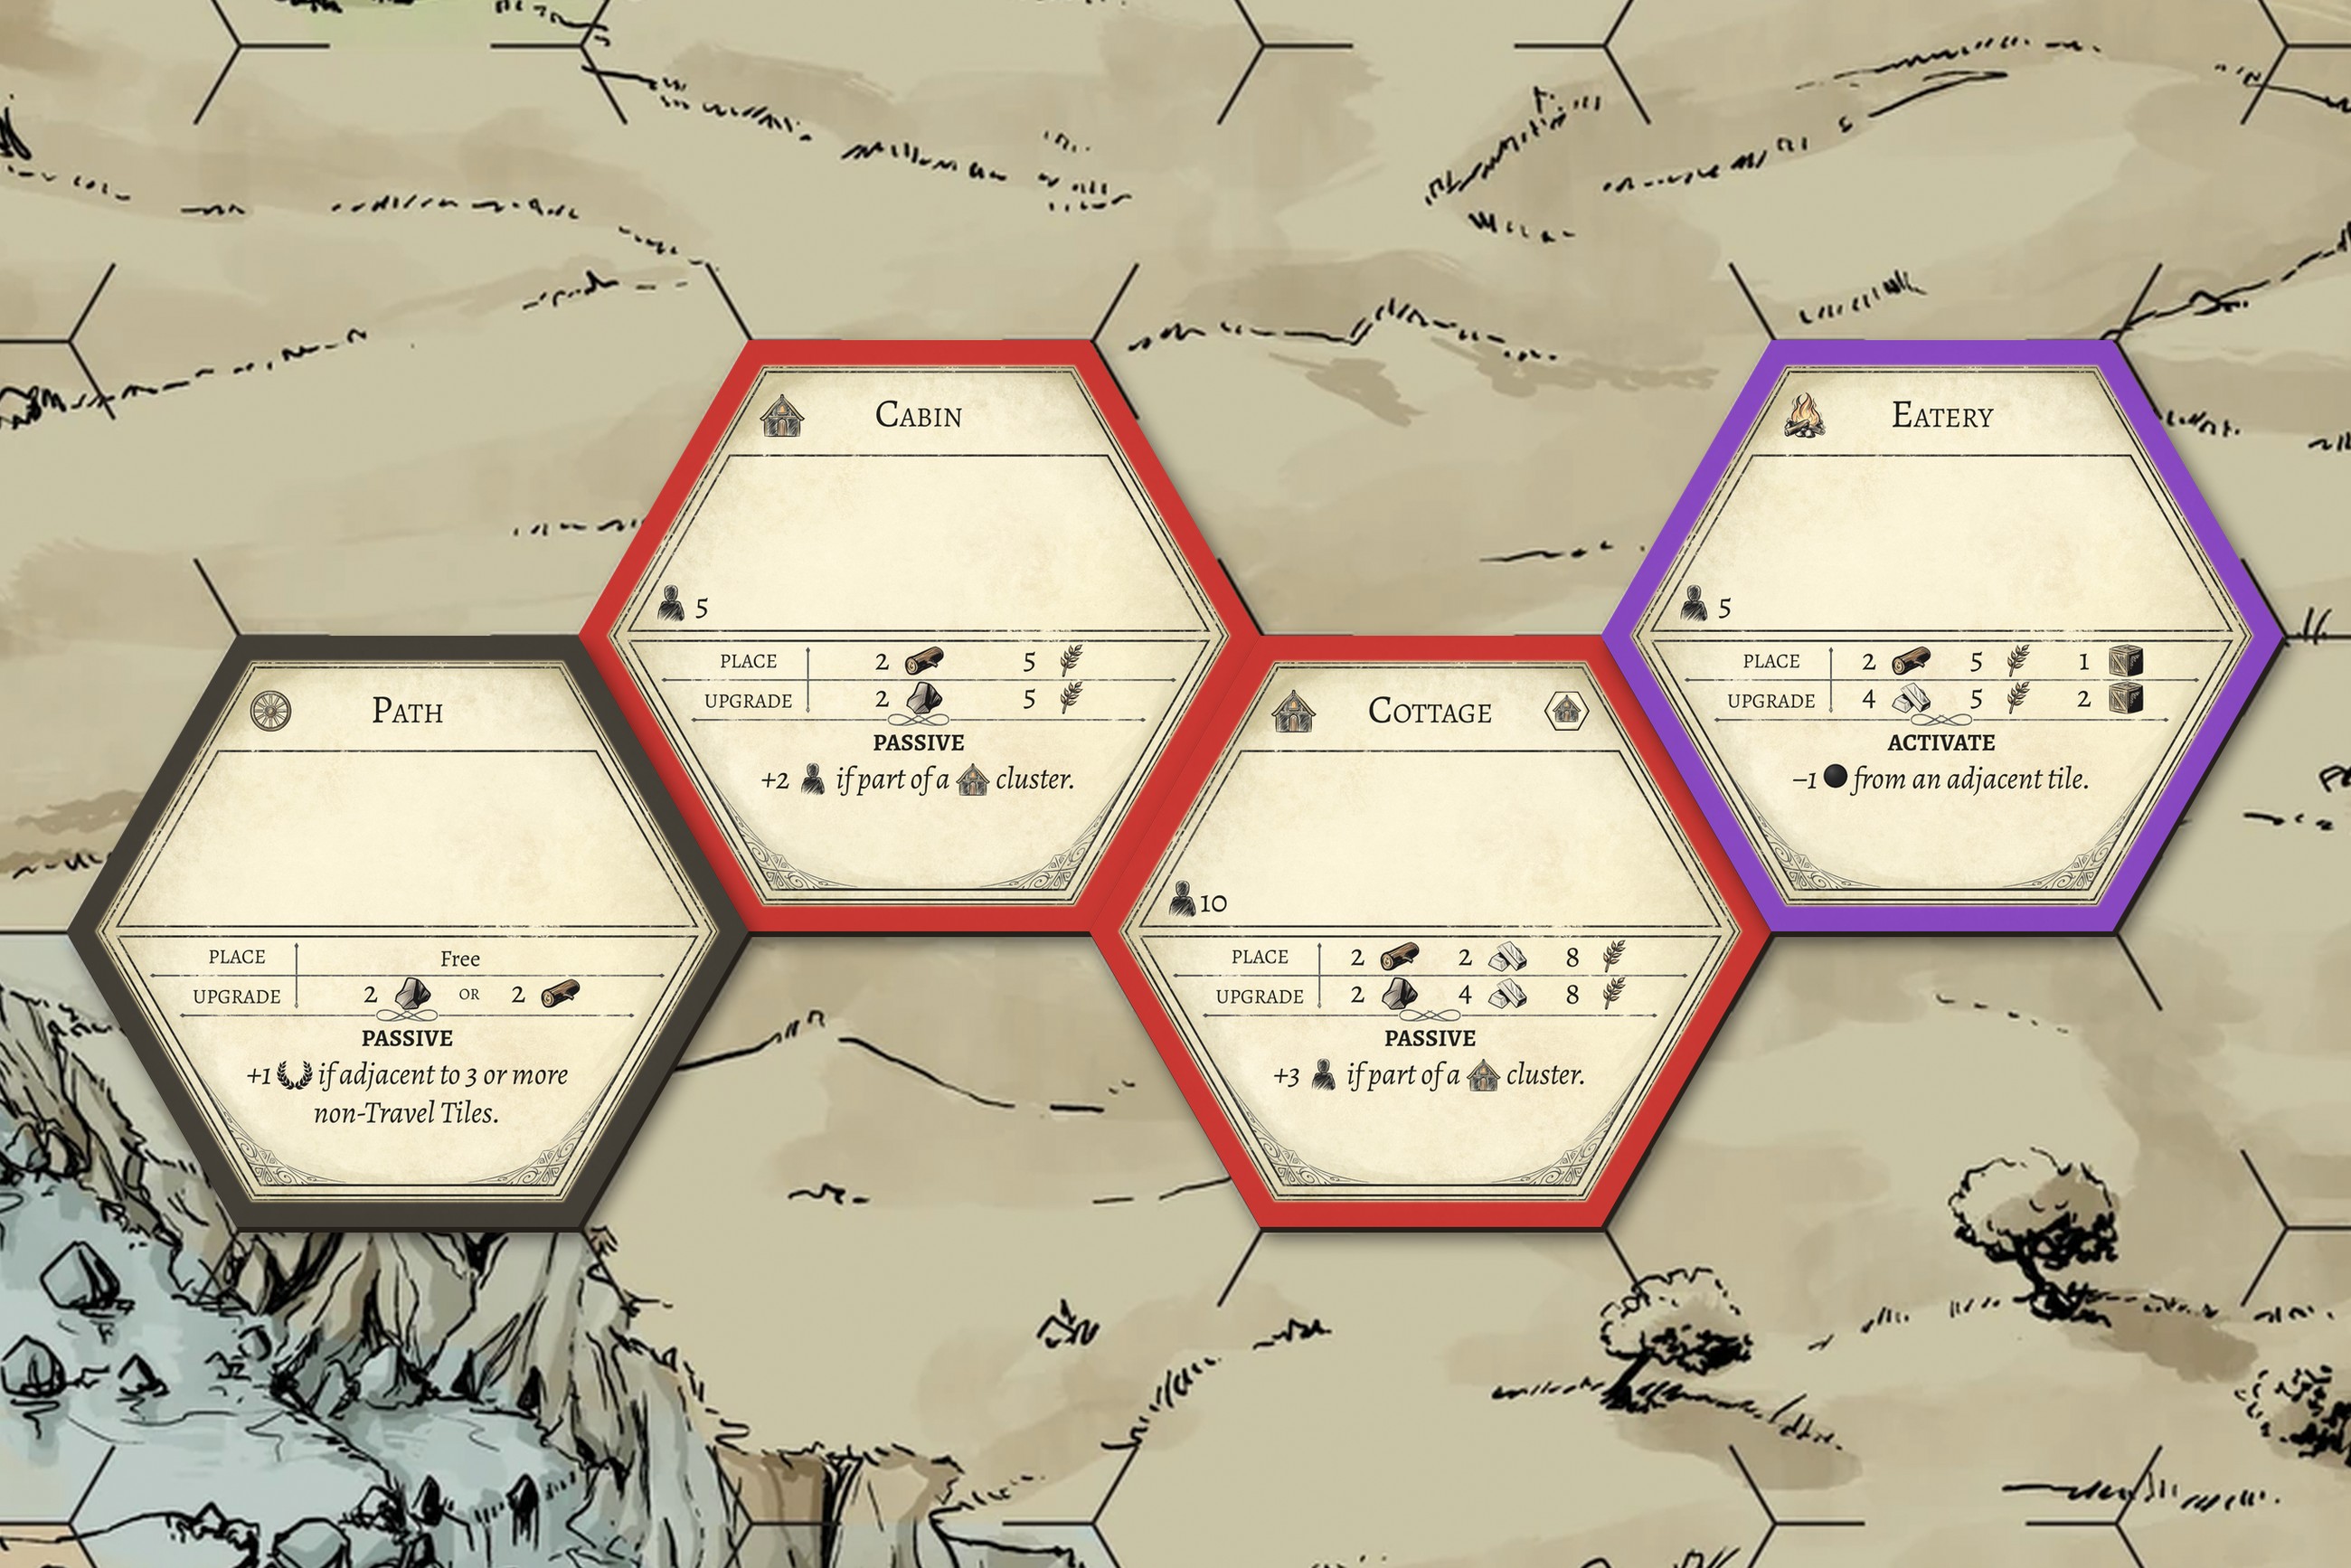 PATH
PLACE Free
UPGRADE 2 OR 2
PASSIVE
+1 if adjacent to 3 or more
non-Travel Tiles.
CABIN
5
PLACE 2 5
UPGRADE 2 5
PASSIVE
+2 if part of a cluster.
COTTAGE
10
PLACE 2 2 8
UPGRADE 2 4 8
PASSIVE
+3 if part of a cluster.
EATERY
5
PLACE 2 5 1
UPGRADE 4 5 2
ACTIVATE
−1 from an adjacent tile.